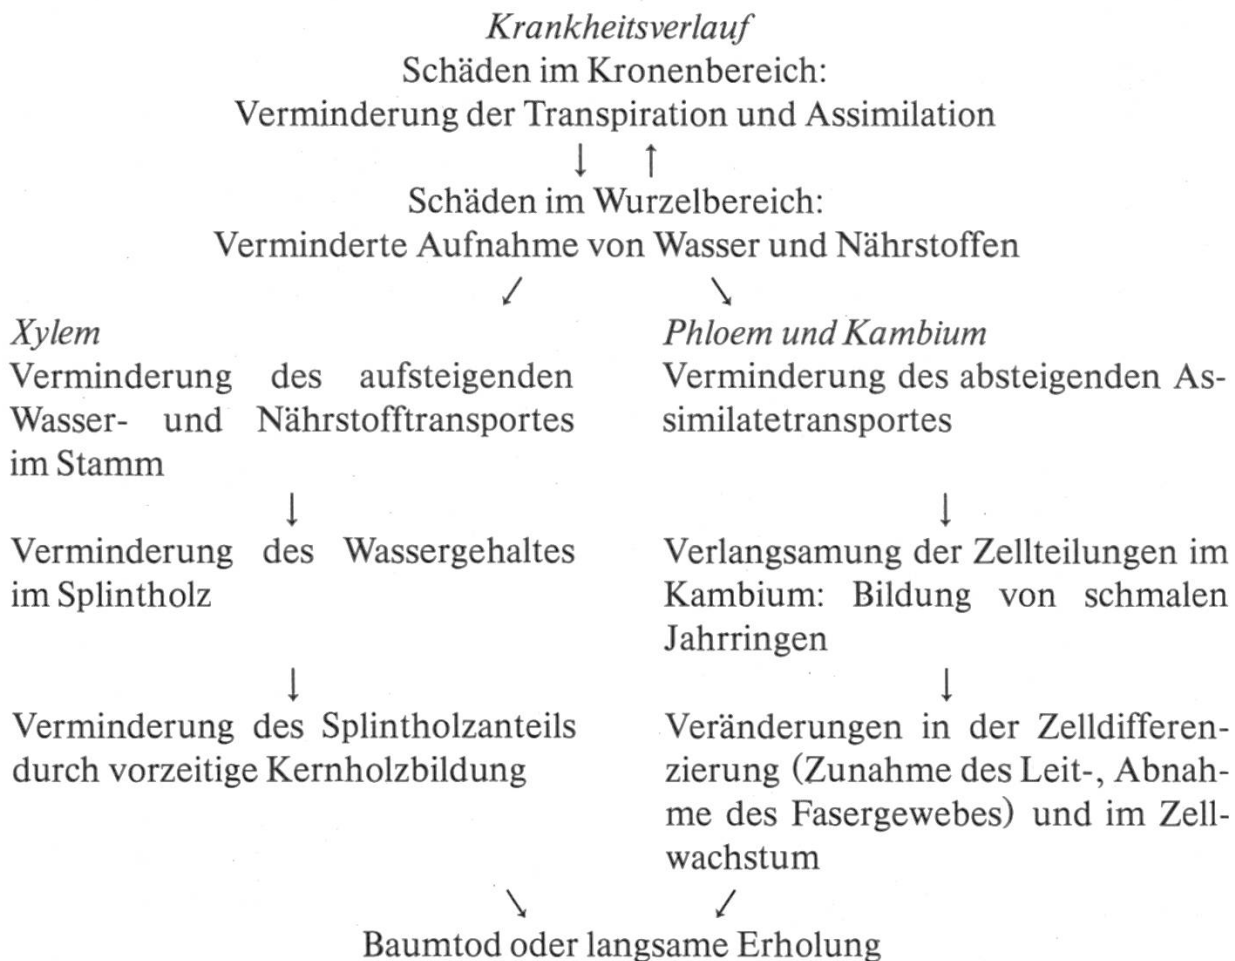 Krankheitsverlauf
Schäden im Kronenbereich:
Verminderung der Transpiration und Assimilation
↓ ↑
Schäden im Wurzelbereich:
Verminderte Aufnahme von Wasser und Nährstoffen
↙ ↘
Xylem
Verminderung des aufsteigenden
Wasser- und Nährstofftransportes
im Stamm
↓
Verminderung des Wassergehaltes
im Splintholz
↓
Verminderung des Splintholzanteils
durch vorzeitige Kernholzbildung
Phloem und Kambium
Verminderung des absteigenden As-
similatetransportes
↓
Verlangsamung der Zellteilungen im
Kambium: Bildung von schmalen
Jahrringen
↓
Veränderungen in der Zelldifferen-
zierung (Zunahme des Leit-, Abnah-
me des Fasergewebes) und im Zell-
wachstum
↘ ↙
Baumtod oder langsame Erholung